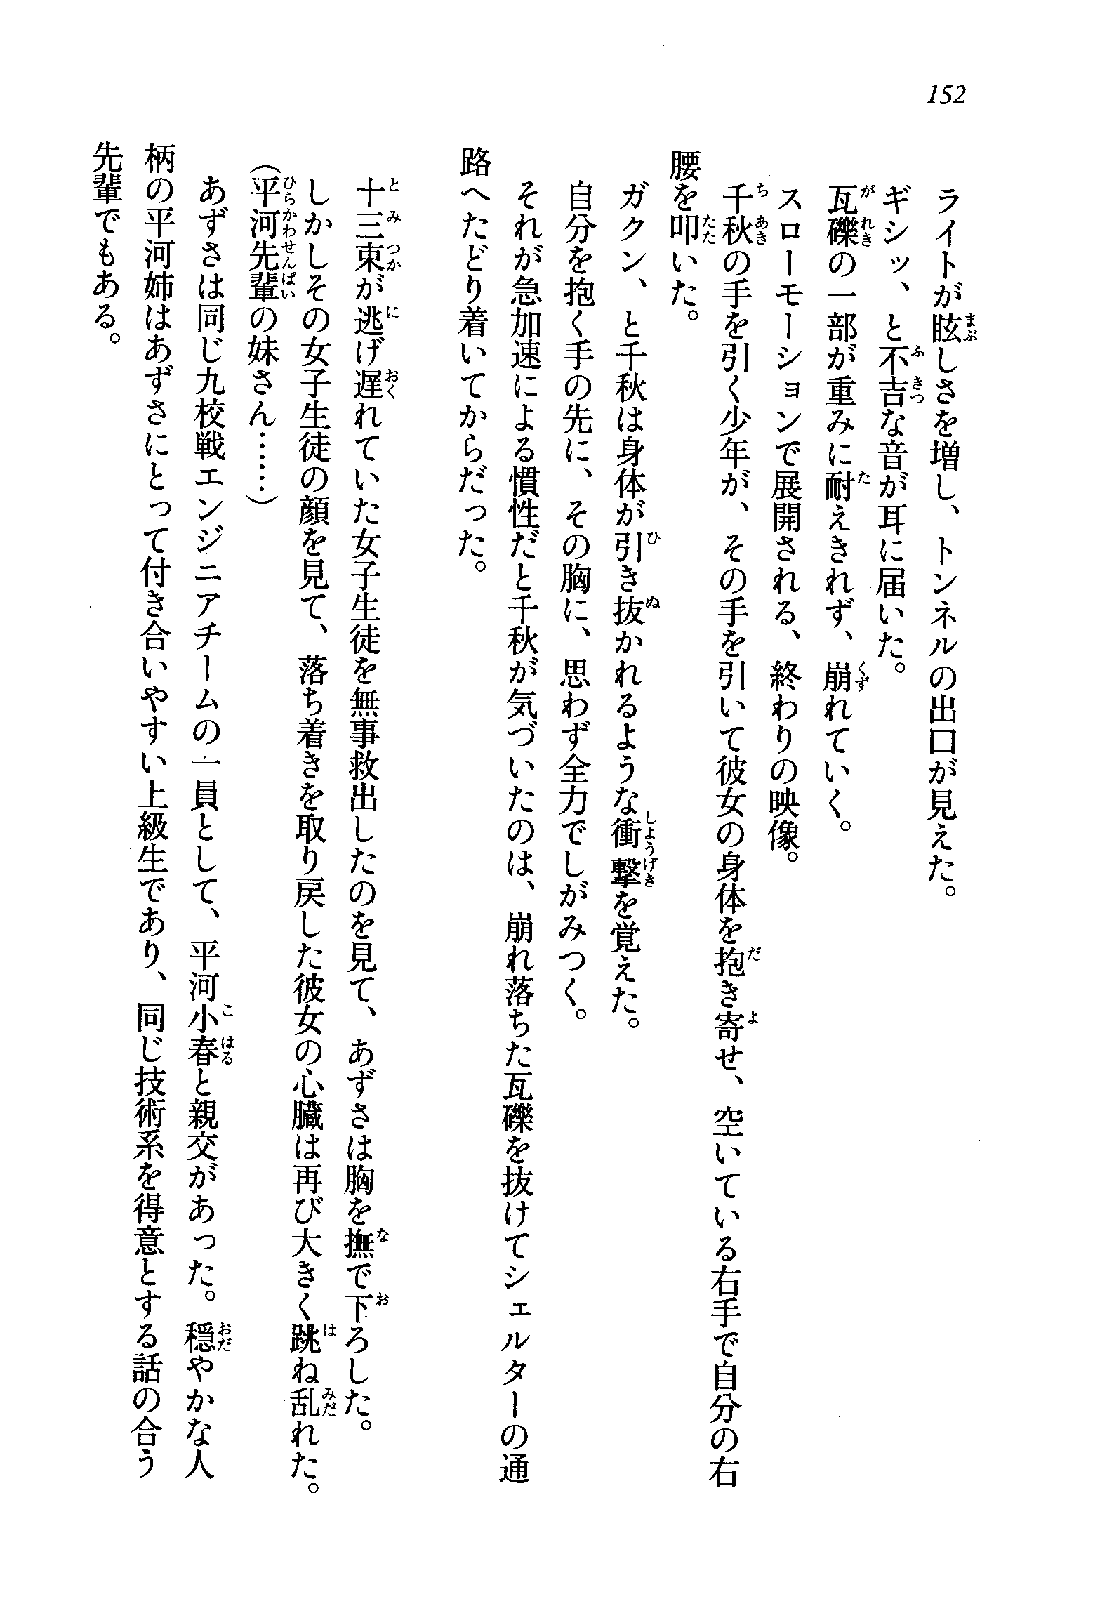 152
ライトが眩しさを増し、トンネルの出口が見えた。
ギシッ、と不吉な音が耳に届いた。
瓦礫の一部が重みに耐えきれず、崩れていく。
スローモーションで展開される、終わりの映像。
千秋の手を引く少年が、その手を引いて彼女の身体を抱き寄せ、空いている右手で自分の右
腰を叩いた。
ガクン、と千秋は身体が引き抜かれるような衝撃を覚えた。
自分を抱く手の先に、その胸に、思わず全力でしがみつく。
それが急加速による慣性だと千秋が気づいたのは、崩れ落ちた瓦礫を抜けてシェルターの通
路へたどり着いてからだった。
十三束が逃げ遅れていた女子生徒を無事救出したのを見て、あずさは胸を撫で下ろした。
しかしその女子生徒の顔を見て、落ち着きを取り戻した彼女の心臓は再び大きく跳ね乱れた。
（平河先輩の妹さん……）
あずさは同じ九校戦エンジニアチームの一員として、平河小春と親交があった。穏やかな人
柄の平河姉はあずさにとって付き合いやすい上級生であり、同じ技術系を得意とする話の合う
先輩でもある。